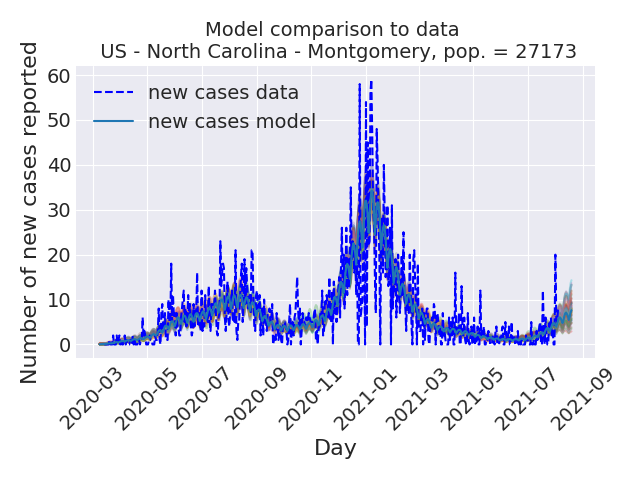 Model comparison to data
US - North Carolina - Montgomery, pop. = 27173
Number of new cases reported
60
50
40
30
20
10
0
new cases data
new cases model
2020-03
2020-05
2020-07
2020-09
2020-11
2021-01
2021-03
2021-05
2021-07
2021-09
Day